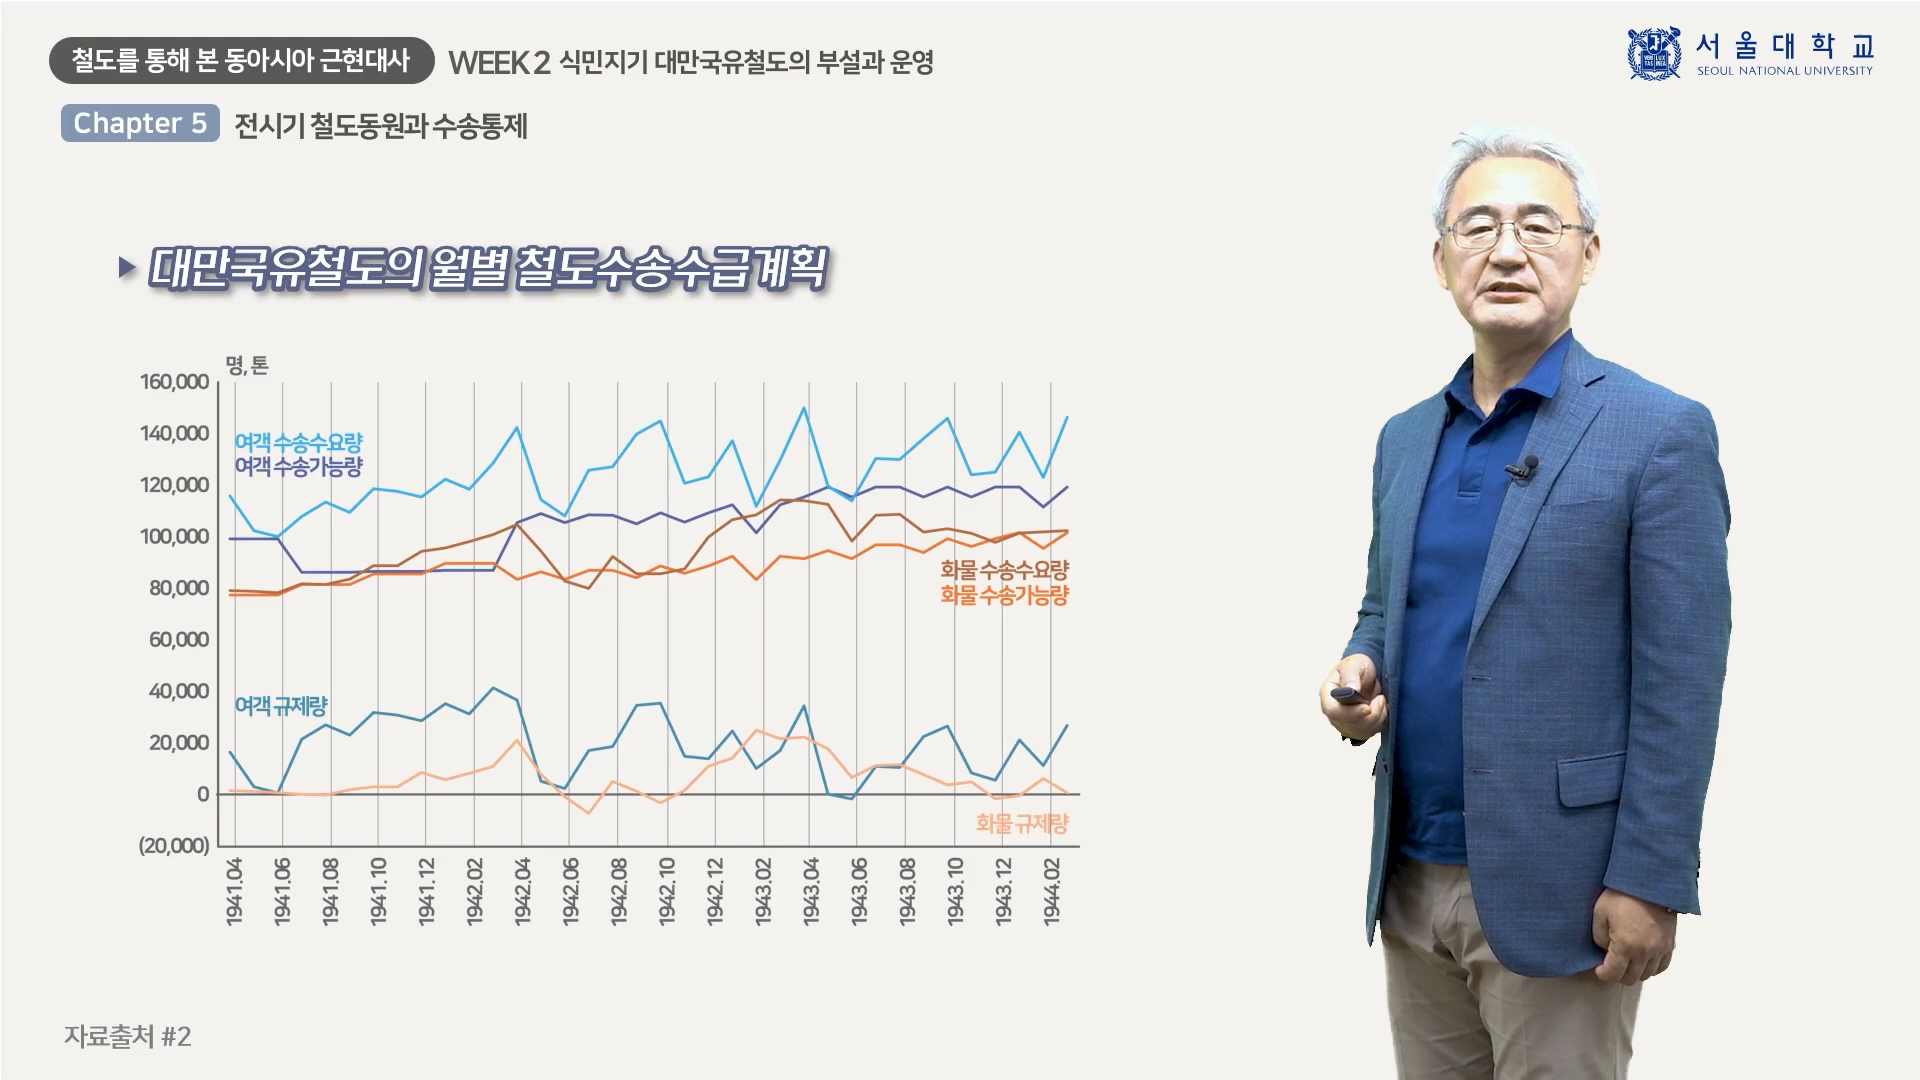 철도를 통해 본 동아시아 근현대사 WEEK 2 식민지기 대만국유철도의 부설과 운영
서울대학교
SEOUL NATIONAL UNIVERSITY
Chapter 5 전시기 철도동원과 수송통제
대만국유철도의 월별 철도수송수급계획
명, 톤
160,000
140,000
120,000
100,000
80,000
60,000
40,000
20,000
0
(20,000)
여객 수송수요량
여객 수송가능량
화물 수송수요량
화물 수송가능량
여객 규제량
화물 규제량
1941.04 1941.06 1941.08 1941.10 1941.12 1942.02 1942.04 1942.06 1942.08 1942.10 1942.12 1943.02 1943.04 1943.06 1943.08 1943.10 1943.12 1944.02
자료출처 #2